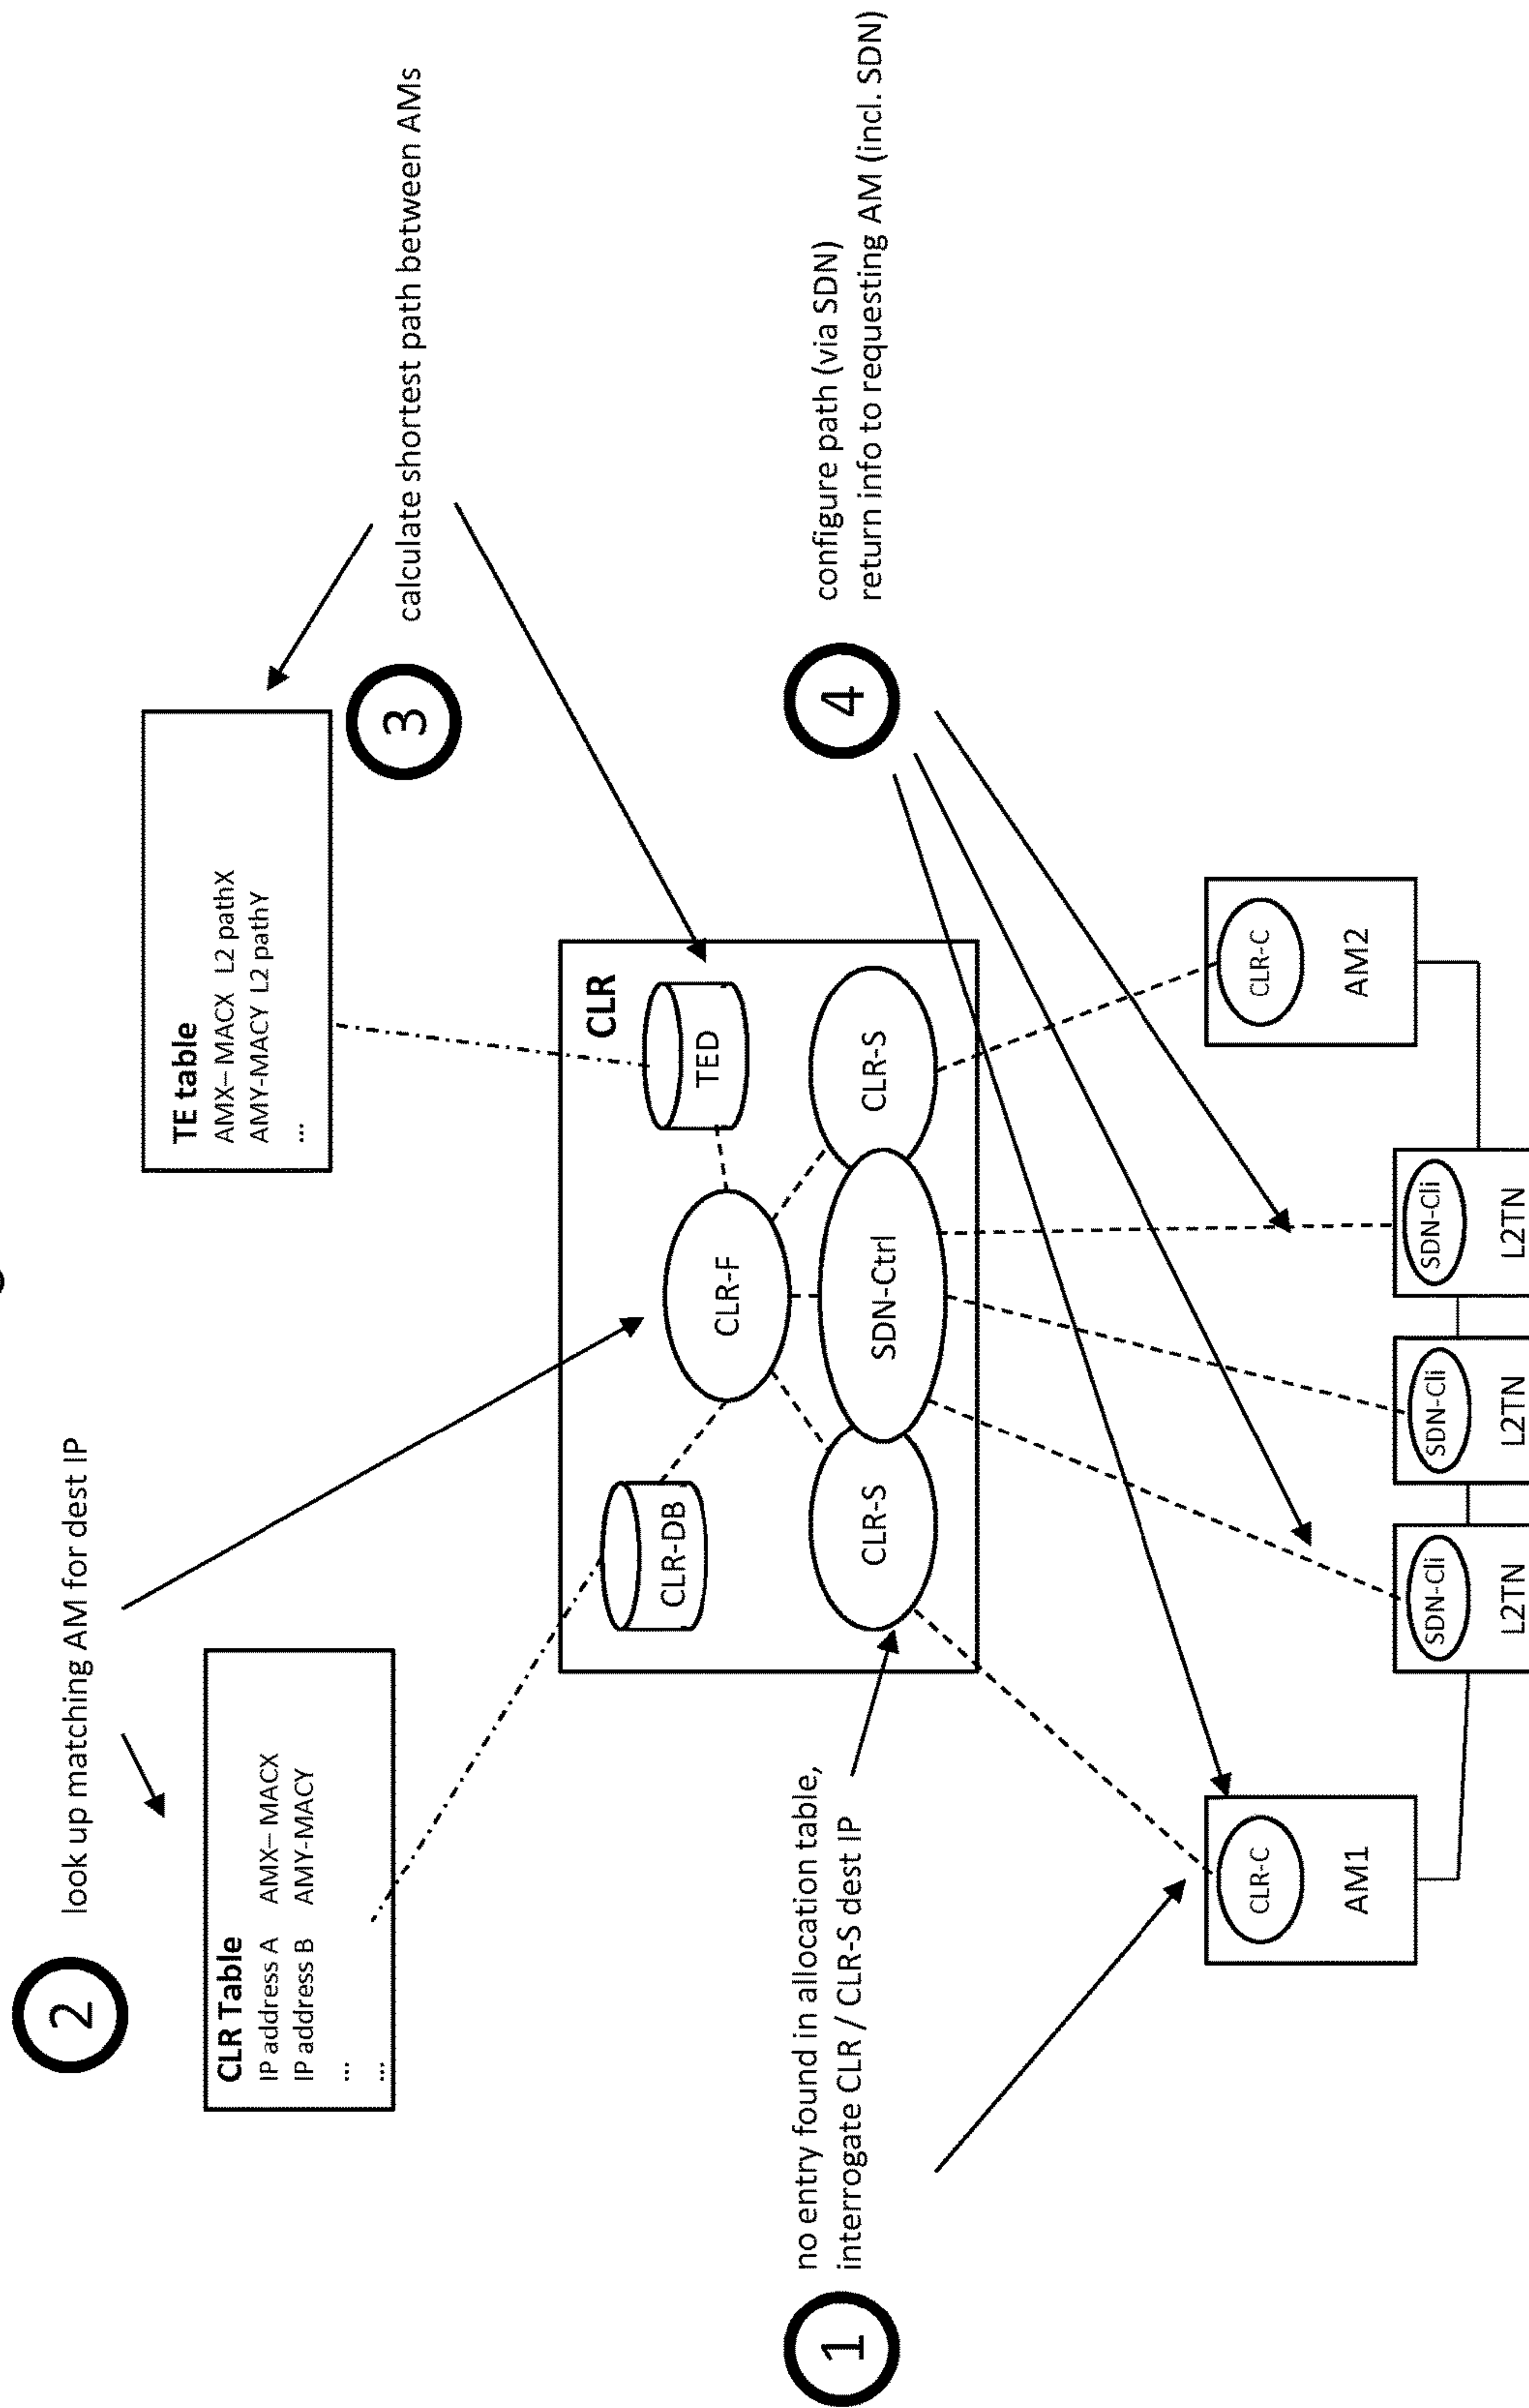 2
look up matching AM for dest IP
CLR Table
IP address A AMX– MACX
IP address B AMY-MACY
...
...
TE table
AMX– MACX L2 pathX
AMY-MACY L2 pathY
...
3
calculate shortest path between AMs
1
no entry found in allocation table,
interrogate CLR / CLR-S dest IP
CLR
CLR-DB
CLR-F
TED
CLR-S
SDN-Ctrl
CLR-S
4
configure path (via SDN)
return info to requesting AM (incl. SDN)
CLR-C
AM1
CLR-C
AM2
SDN-Cli
L2TN
SDN-Cli
L2TN
SDN-Cli
L2TN